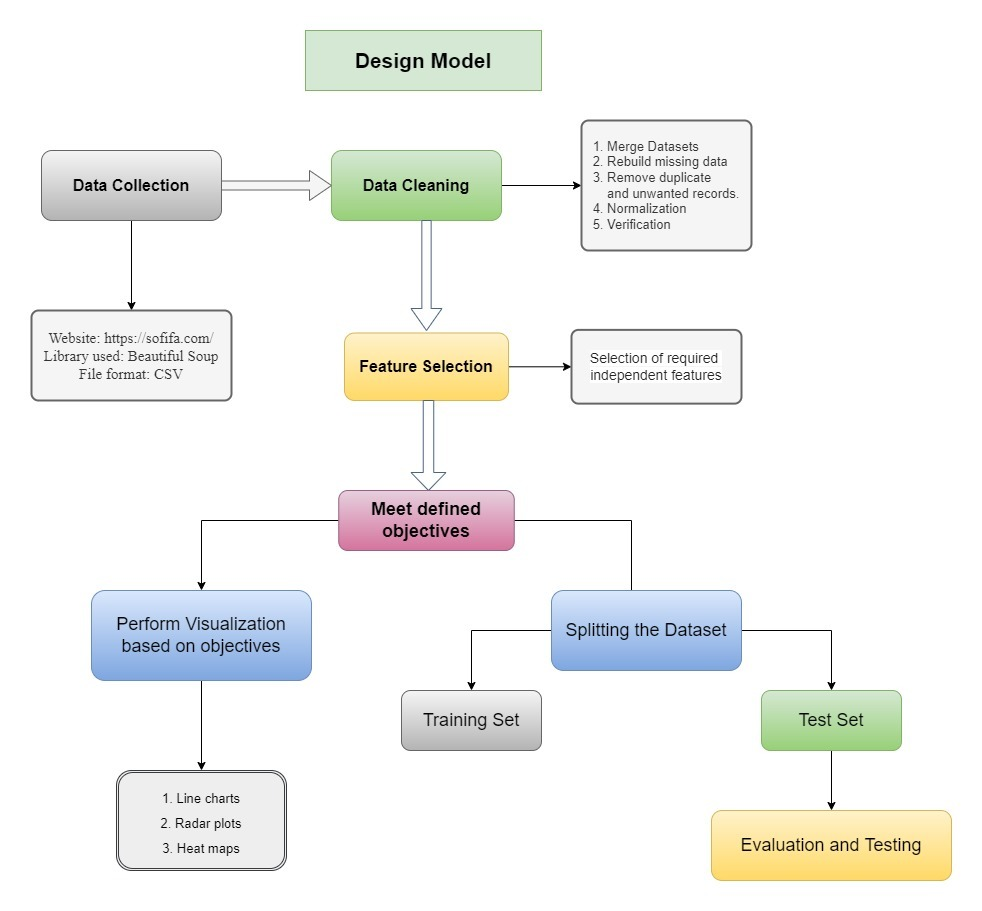 Design Model
Data Collection
Data Cleaning
1. Merge Datasets
2. Rebuild missing data
3. Remove duplicate
and unwanted records.
4. Normalization
5. Verification
Website: https://sofifa.com/
Library used: Beautiful Soup
File format: CSV
Feature Selection
Selection of required
independent features
Meet defined
objectives
Perform Visualization
based on objectives
Splitting the Dataset
Training Set
Test Set
1. Line charts
2. Radar plots
3. Heat maps
Evaluation and Testing